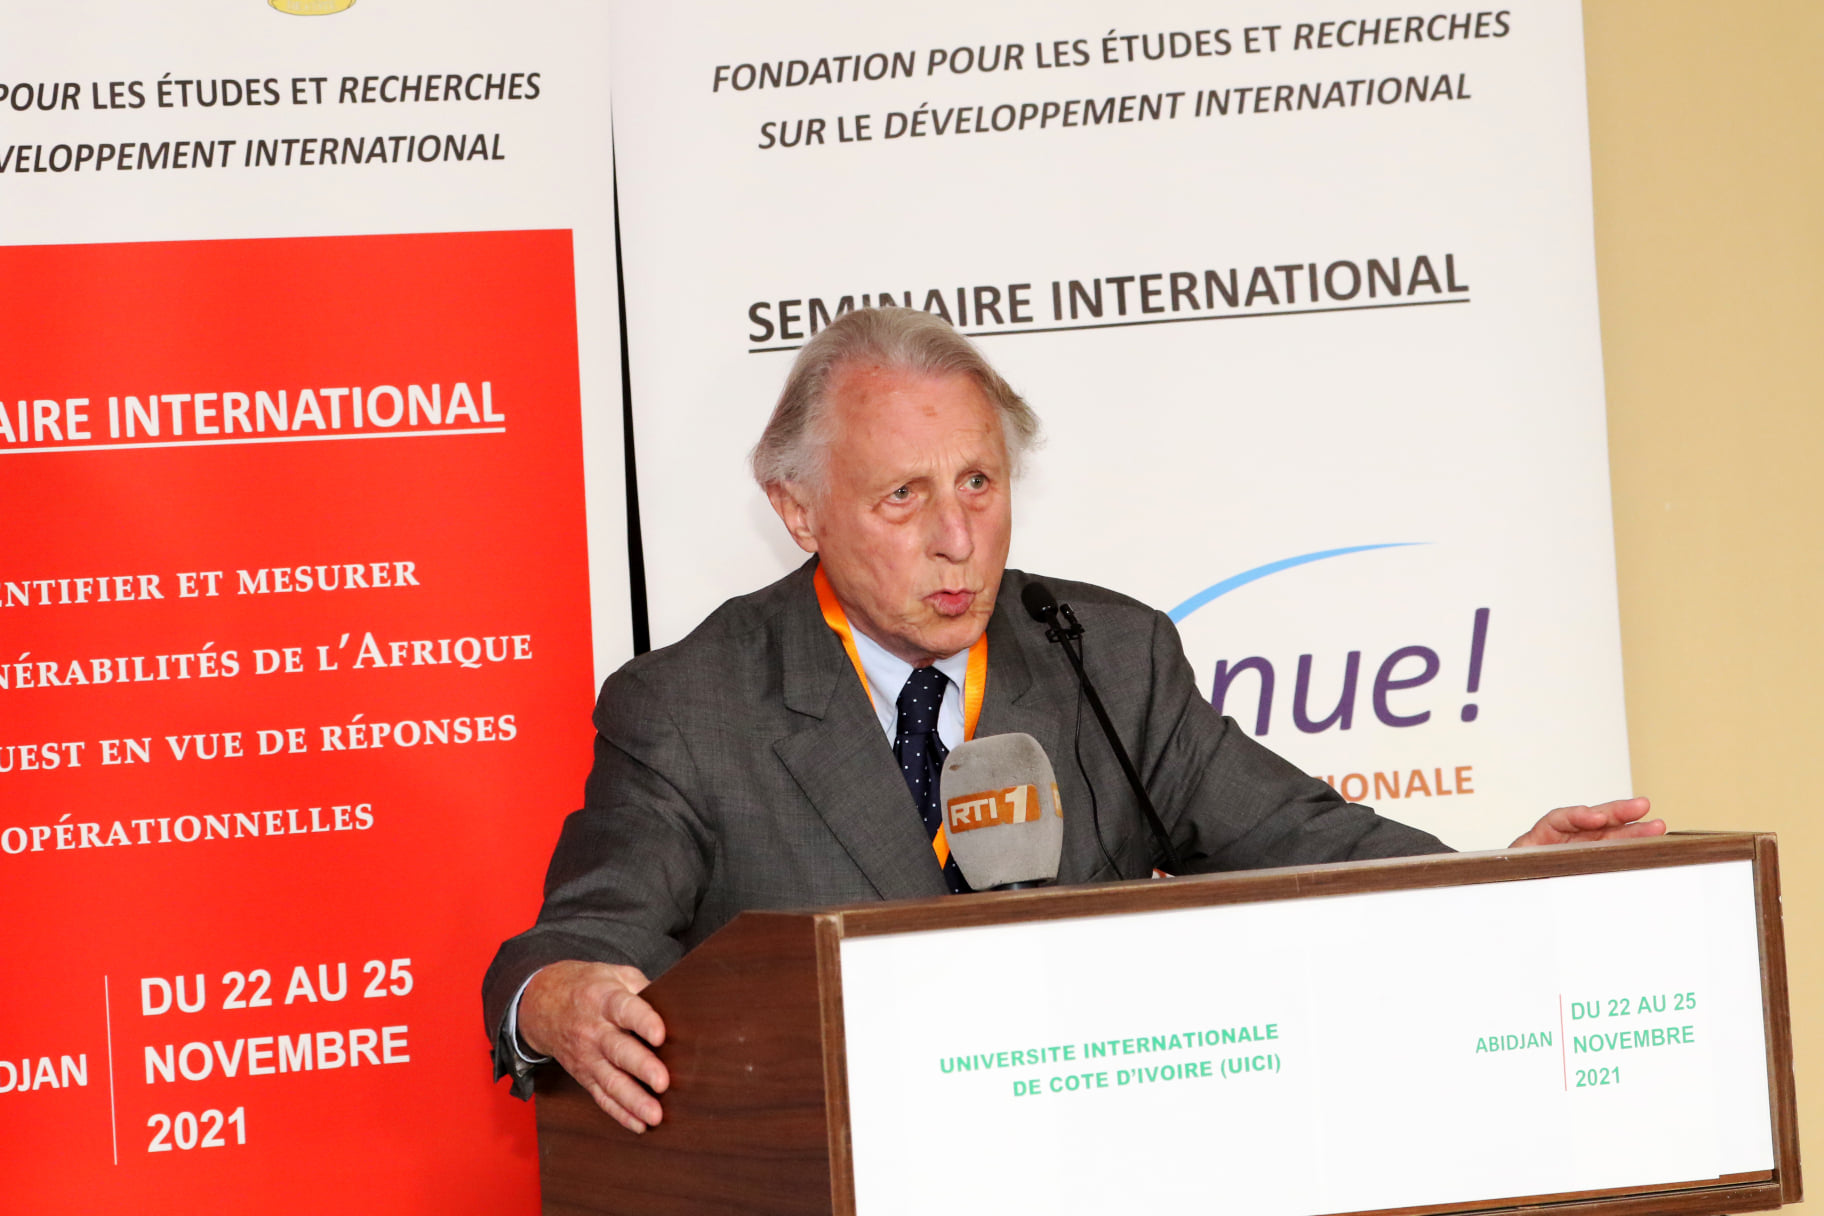 POUR LES ÉTUDES ET RECHERCHES
VELOPPEMENT INTERNATIONAL
AIRE INTERNATIONAL
ENTIFIER ET MESURER
NÉRABILITÉS DE L'AFRIQUE
UEST EN VUE DE RÉPONSES
OPÉRATIONNELLES
DJAN
DU 22 AU 25
NOVEMBRE
2021
FONDATION POUR LES ÉTUDES ET RECHERCHES
SUR LE DÉVELOPPEMENT INTERNATIONAL
SEMINAIRE INTERNATIONAL
nue!
IONALE
RTI 1
UNIVERSITE INTERNATIONALE
DE COTE D'IVOIRE (UICI)
ABIDJAN
DU 22 AU 25
NOVEMBRE
2021